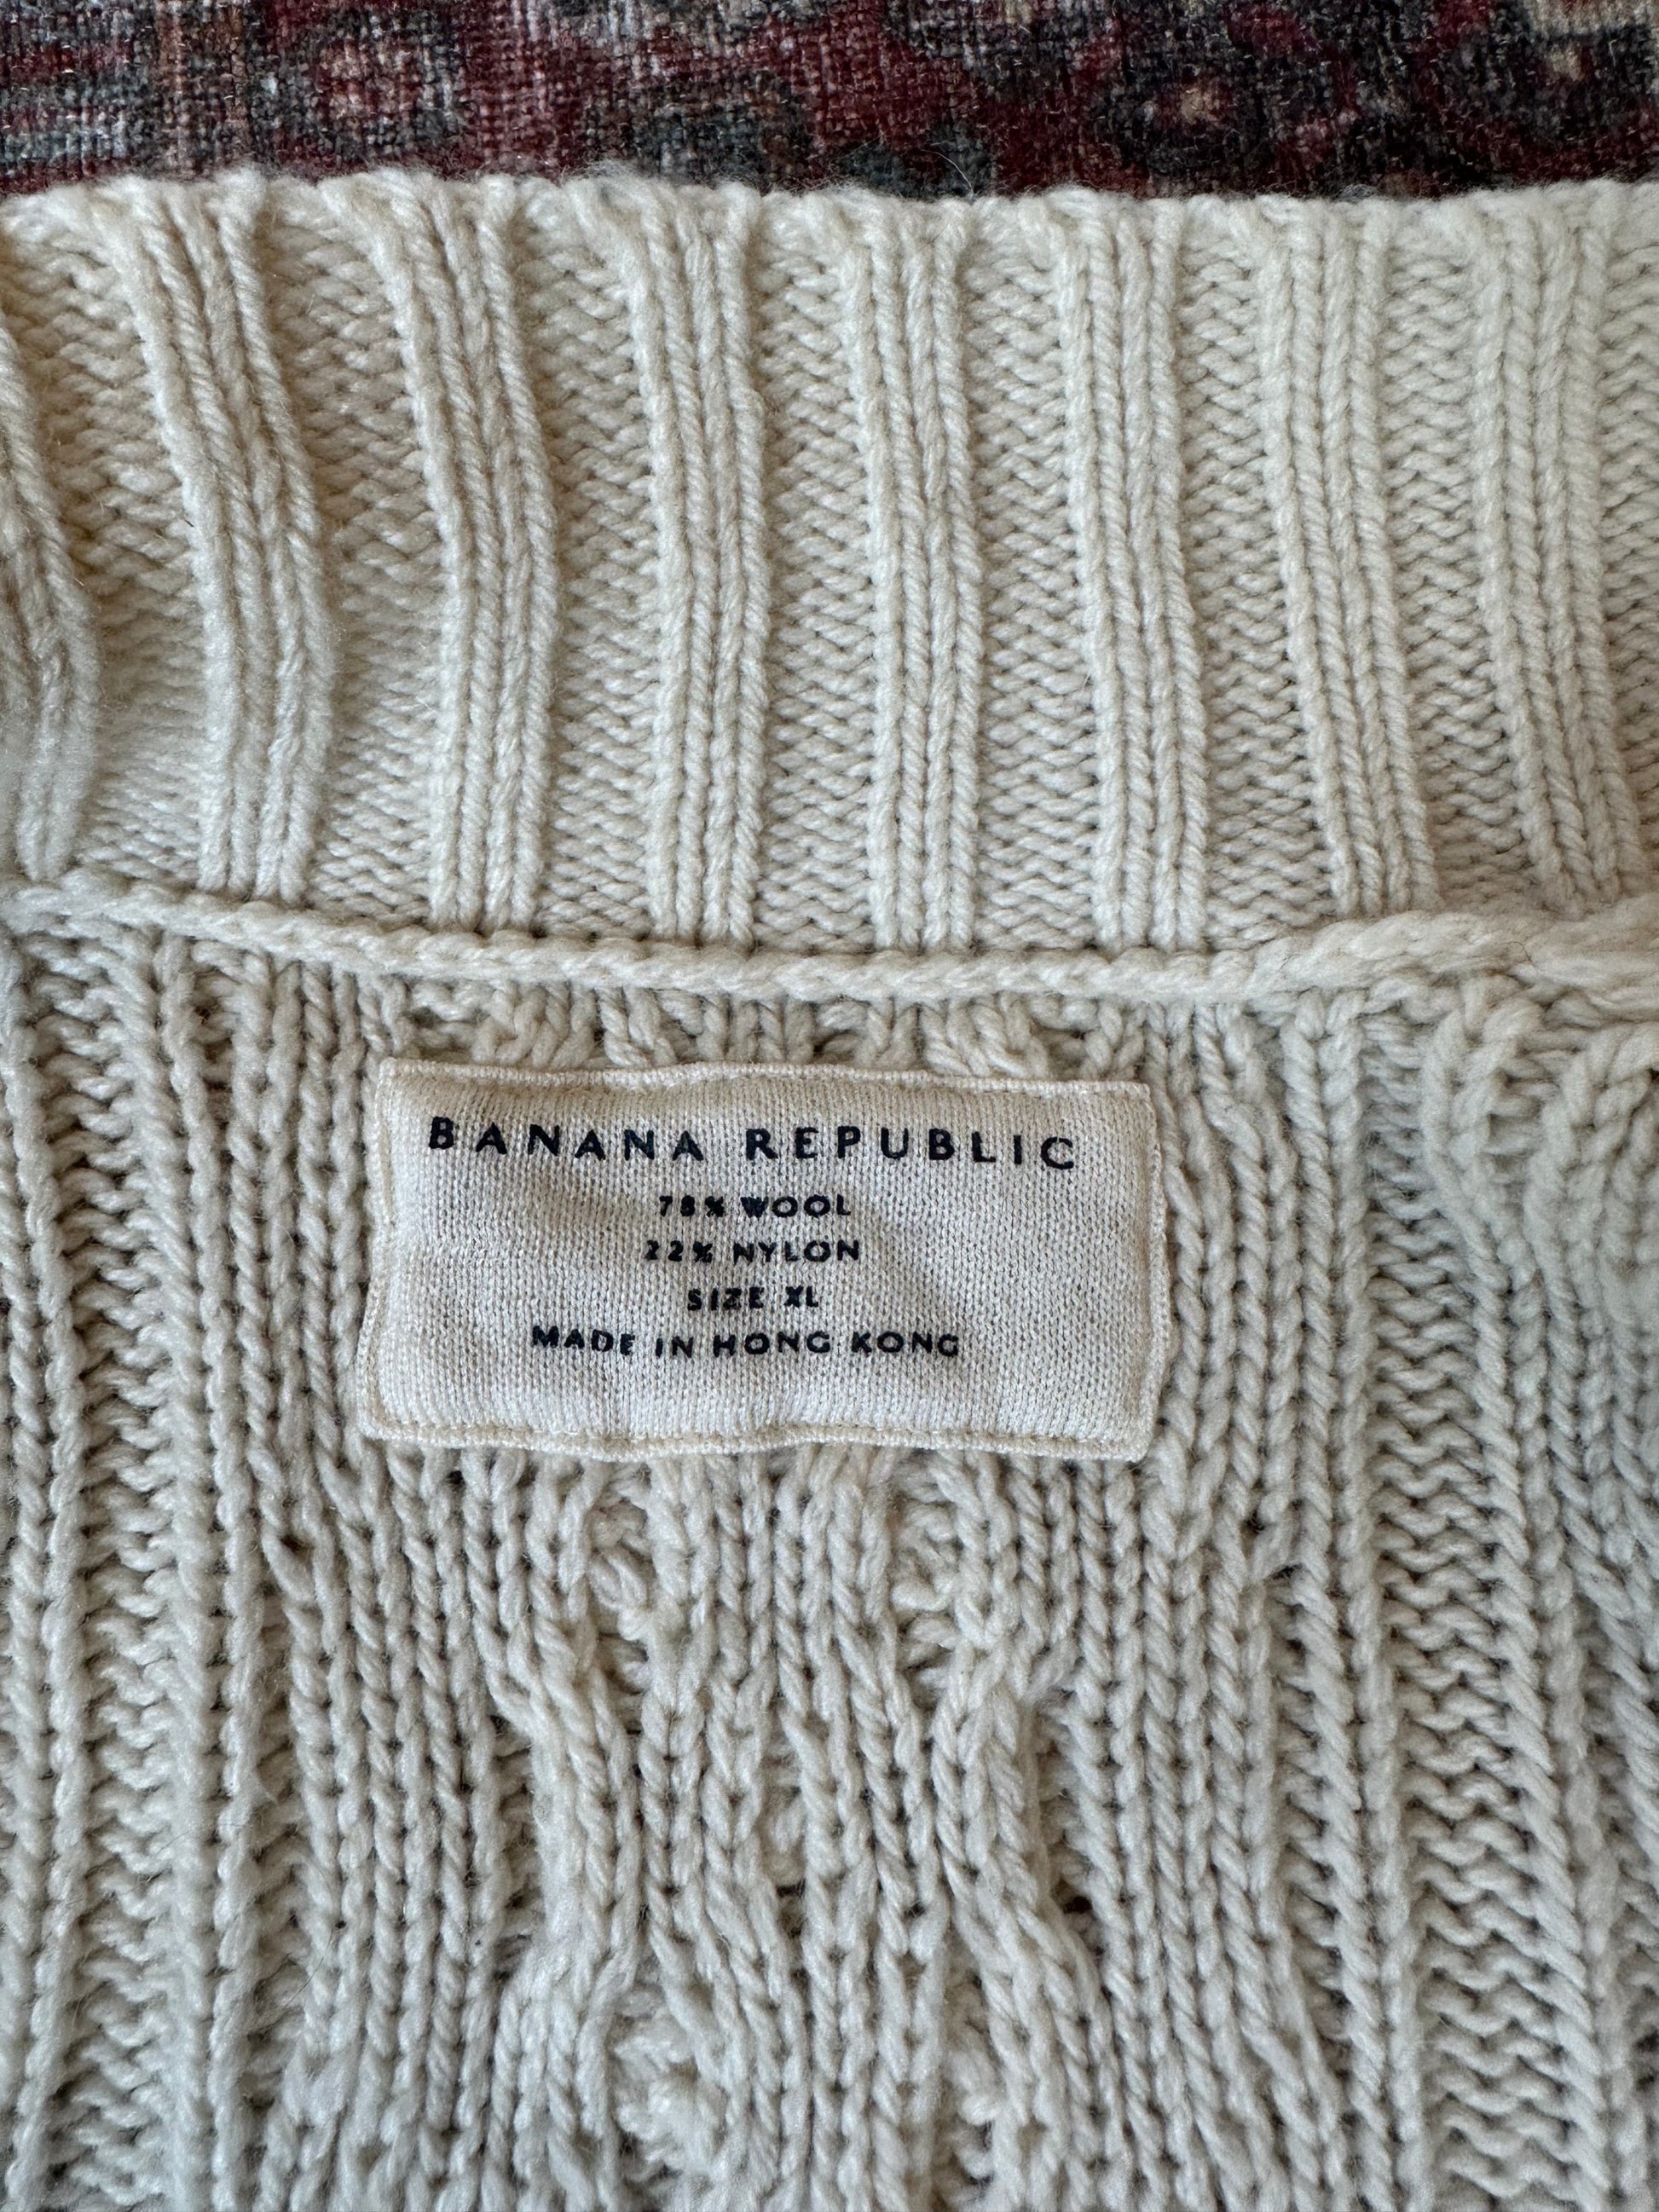 BANANA REPUBLIC
78% WOOL
22% NYLON
SIZE XL
MADE IN HONG KONG